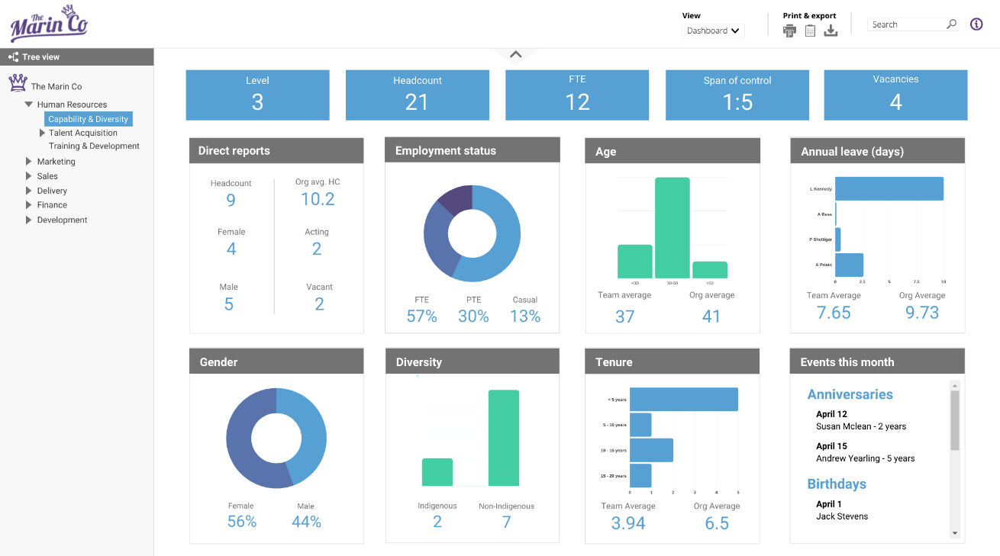 The
Marin Co
View
Dashboard
Print & export
Search
Tree view
The Marin Co
Human Resources
Capability & Diversity
Talent Acquisition
Training & Development
Marketing
Sales
Delivery
Finance
Development
Level
3
Headcount
21
FTE
12
Span of control
1:5
Vacancies
4
Direct reports
Headcount
9
Org avg. HC
10.2
Female
4
Acting
2
Male
5
Vacant
2
Employment status
FTE PTE Casual
57% 30% 13%
Age
<30 30-50 >50
Team average Org average
37 41
Annual leave (days)
L Kennedy
A Rees
P Shettigar
A Prieto
0 2.5 5 7.5 10
Team Average Org Average
7.65 9.73
Gender
Female Male
56% 44%
Diversity
Indigenous Non-Indigenous
2 7
Tenure
< 5 years
5 - 10 years
10 - 15 years
15 - 20 years
0 1 2 3 4 5
Team Average Org Average
3.94 6.5
Events this month
Anniversaries
April 12
Susan Mclean - 2 years
April 15
Andrew Yearling - 5 years
Birthdays
April 1
Jack Stevens